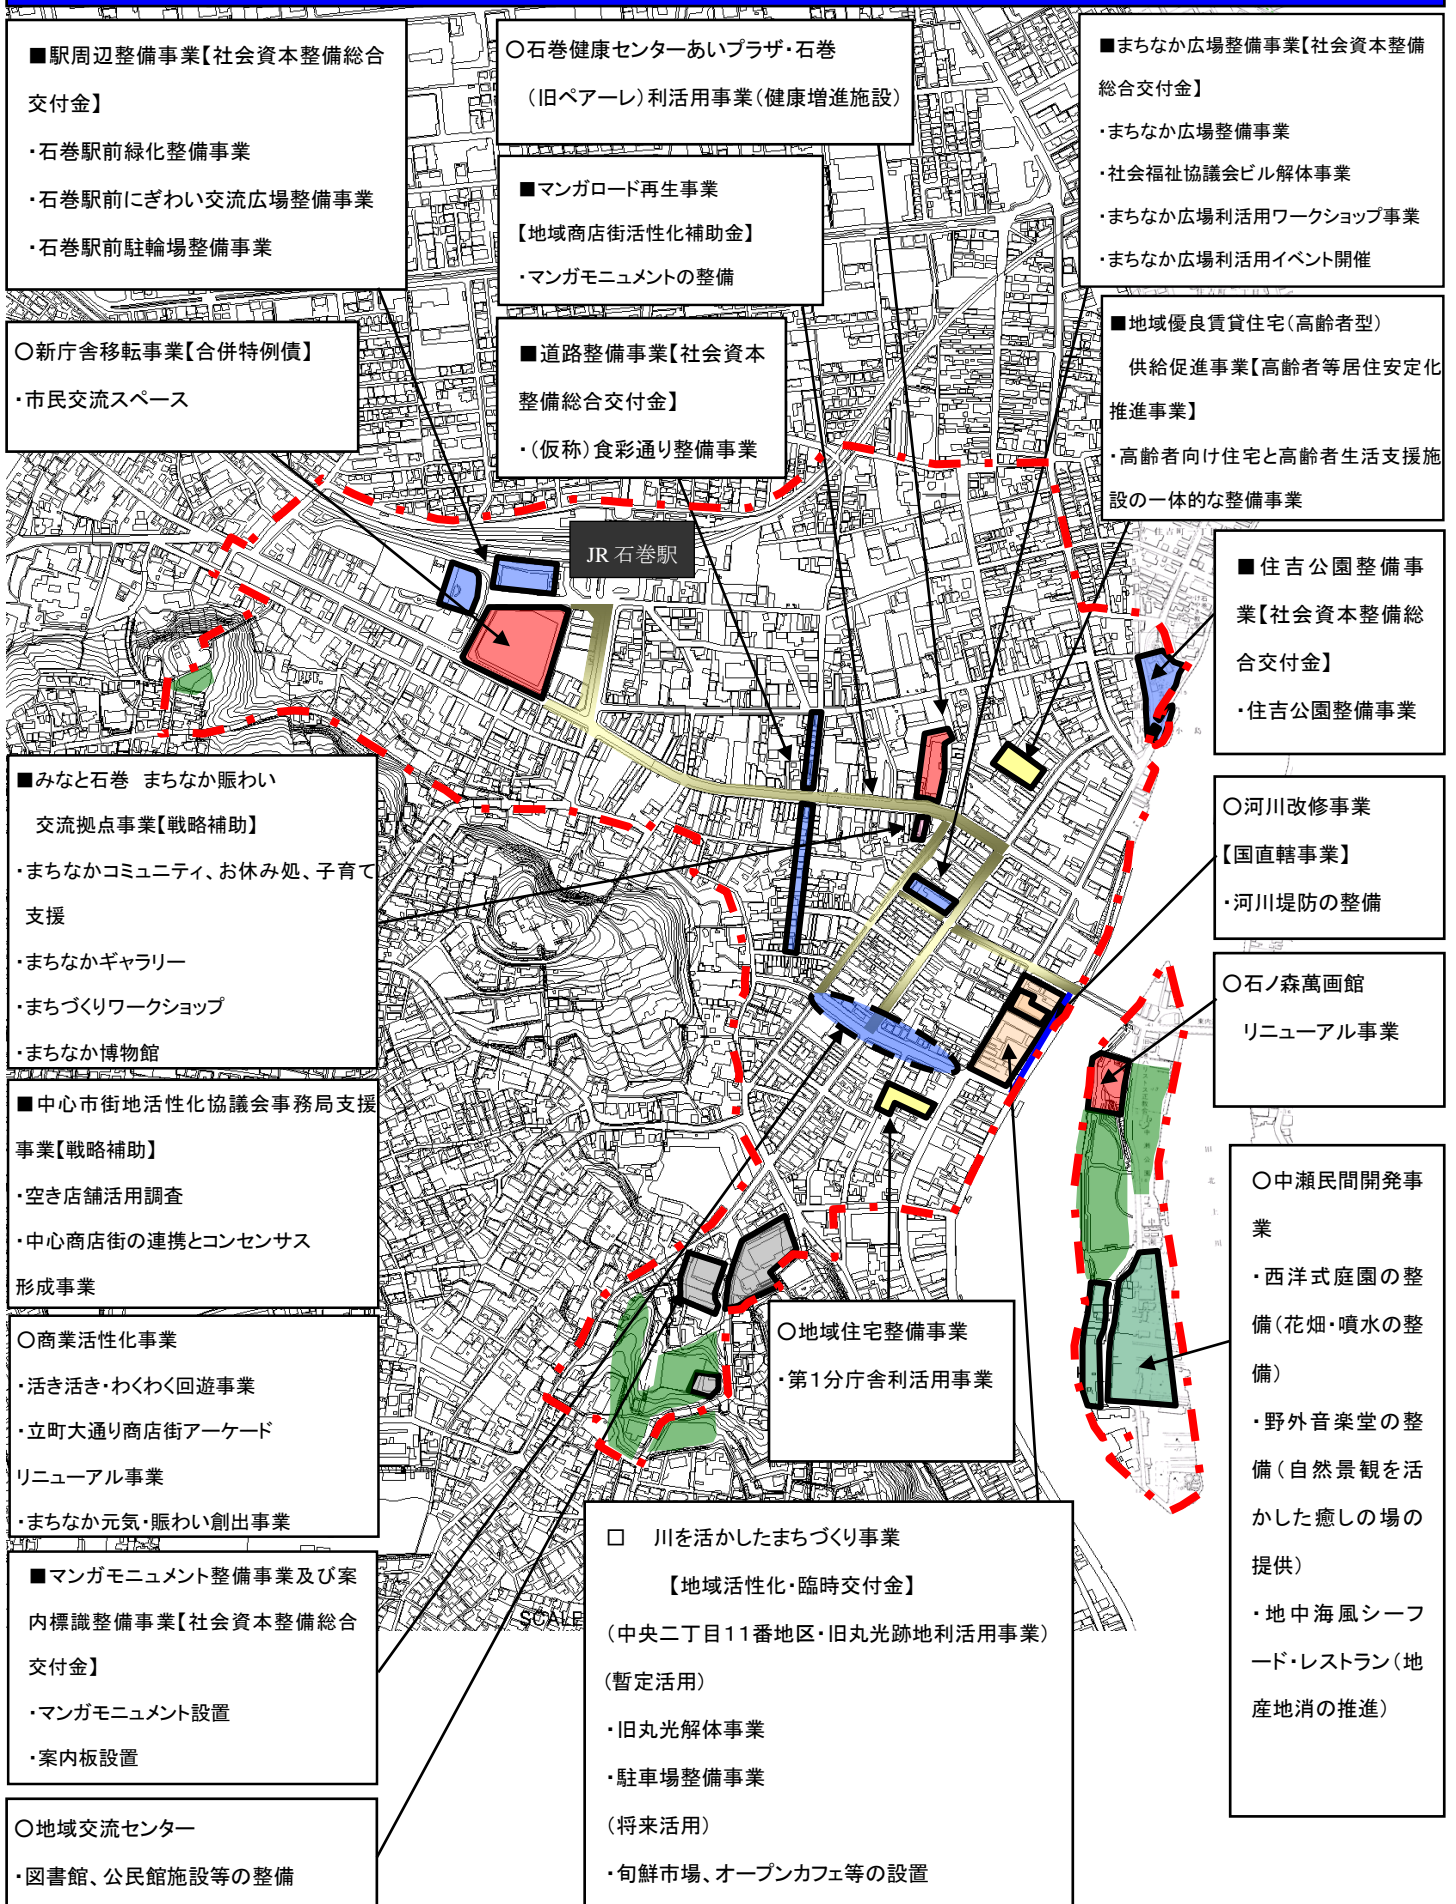 ■駅周辺整備事業【社会資本整備総合
交付金】
・石巻駅前緑化整備事業
・石巻駅前にぎわい交流広場整備事業
・石巻駅前駐輪場整備事業
○石巻健康センターあいプラザ・石巻
（旧ペアーレ）利活用事業（健康増進施設）
■まちなか広場整備事業【社会資本整備
総合交付金】
・まちなか広場整備事業
・社会福祉協議会ビル解体事業
・まちなか広場利活用ワークショップ事業
・まちなか広場利活用イベント開催
■マンガロード再生事業
【地域商店街活性化補助金】
・マンガモニュメントの整備
○新庁舎移転事業【合併特例債】
・市民交流スペース
■道路整備事業【社会資本
整備総合交付金】
・（仮称）食彩通り整備事業
■地域優良賃貸住宅（高齢者型）
供給促進事業【高齢者等居住安定化
推進事業】
・高齢者向け住宅と高齢者生活支援施
設の一体的な整備事業
JR 石巻駅
■住吉公園整備事
業【社会資本整備総
合交付金】
・住吉公園整備事業
■みなと石巻 まちなか賑わい
交流拠点事業【戦略補助】
・まちなかコミュニティ、お休み処、子育て
支援
・まちなかギャラリー
・まちづくりワークショップ
・まちなか博物館
○河川改修事業
【国直轄事業】
・河川堤防の整備
○石ノ森萬画館
リニューアル事業
■中心市街地活性化協議会事務局支援
事業【戦略補助】
・空き店舗活用調査
・中心商店街の連携とコンセンサス
形成事業
○中瀬民間開発事
業
・西洋式庭園の整
備（花畑・噴水の整
備）
・野外音楽堂の整
備（自然景観を活
かした癒しの場の
提供）
・地中海風シーフ
ード・レストラン（地
産地消の推進）
○商業活性化事業
・活き活き・わくわく回遊事業
・立町大通り商店街アーケード
リニューアル事業
・まちなか元気・賑わい創出事業
○地域住宅整備事業
・第1分庁舎利活用事業
■マンガモニュメント整備事業及び案
内標識整備事業【社会資本整備総合
交付金】
・マンガモニュメント設置
・案内板設置
SCALE
□ 川を活かしたまちづくり事業
【地域活性化・臨時交付金】
（中央二丁目11番地区・旧丸光跡地利活用事業）
（暫定活用）
・旧丸光解体事業
・駐車場整備事業
（将来活用）
・旬鮮市場、オープンカフェ等の設置
○地域交流センター
・図書館、公民館施設等の整備